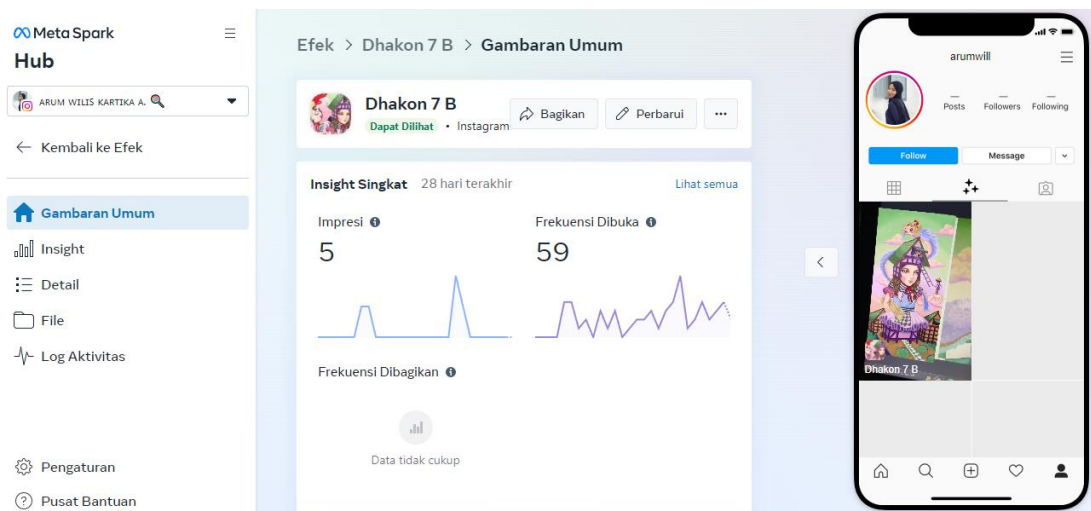 Meta Spark
Hub
ARUM WILIS KARTIKA A.
Kembali ke Efek
Gambaran Umum
Insight
Detail
File
Log Aktivitas
Pengaturan
Pusat Bantuan
Efek > Dhakon 7 B > Gambaran Umum
Dhakon 7 B
Dapat Dilihat • Instagram
Bagikan
Perbarui
Insight Singkat 28 hari terakhir
Lihat semua
Impresi
5
Frekuensi Dibuka
59
Frekuensi Dibagikan
Data tidak cukup
arumwill
Posts Followers Following
Follow
Message
Dhakon 7 B